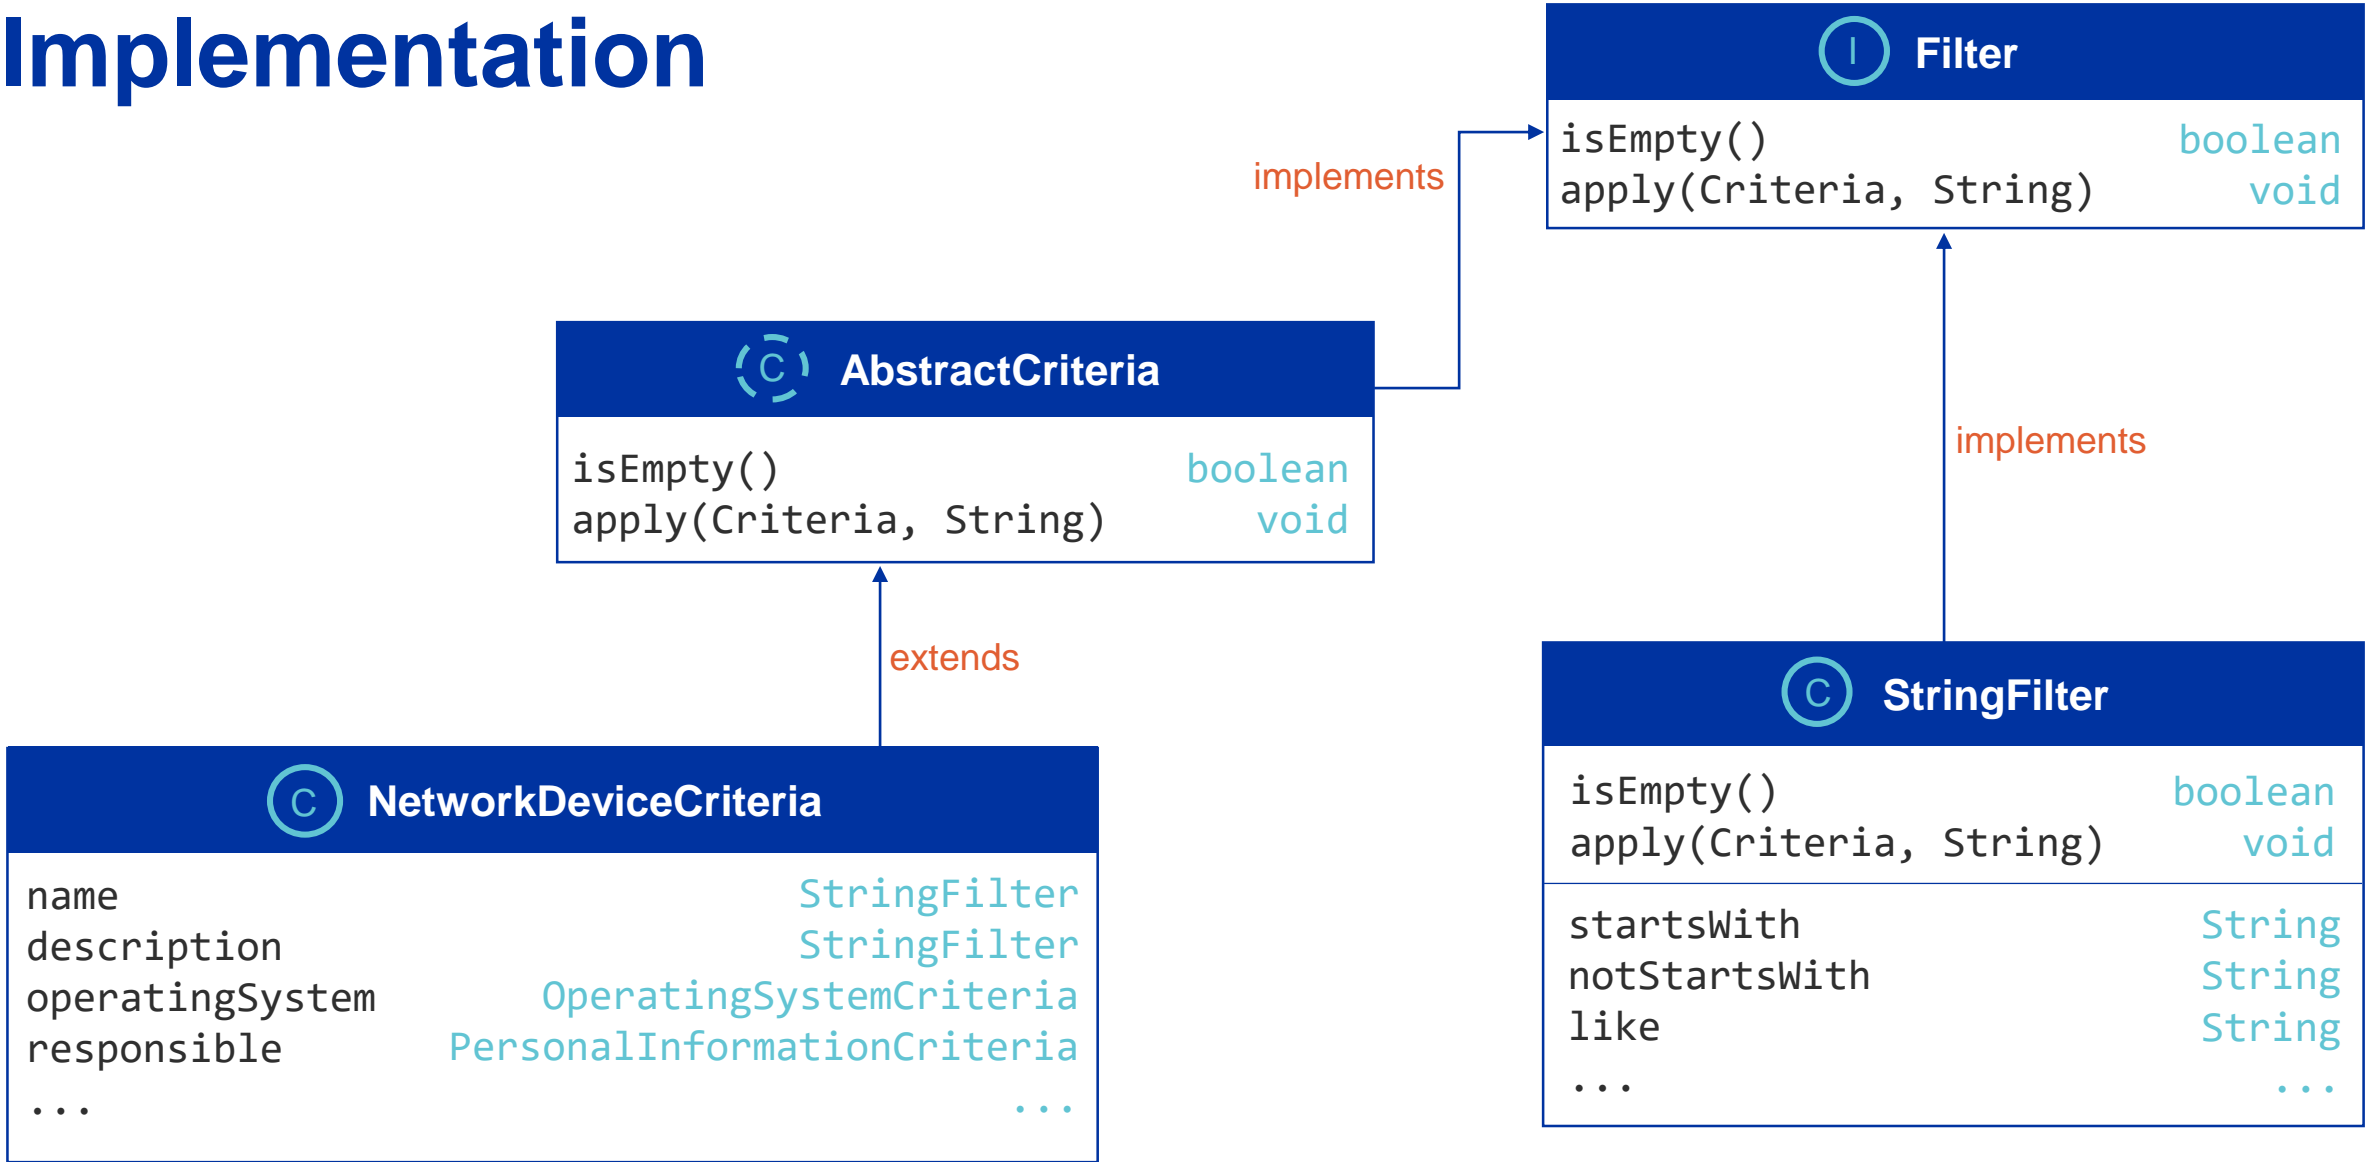 Implementation
I Filter
isEmpty() boolean
apply(Criteria, String) void
implements
C AbstractCriteria
isEmpty() boolean
apply(Criteria, String) void
implements
extends
C NetworkDeviceCriteria
name StringFilter
description StringFilter
operatingSystem OperatingSystemCriteria
responsible PersonalInformationCriteria
... ...
C StringFilter
isEmpty() boolean
apply(Criteria, String) void
startsWith String
notStartsWith String
like String
... ...